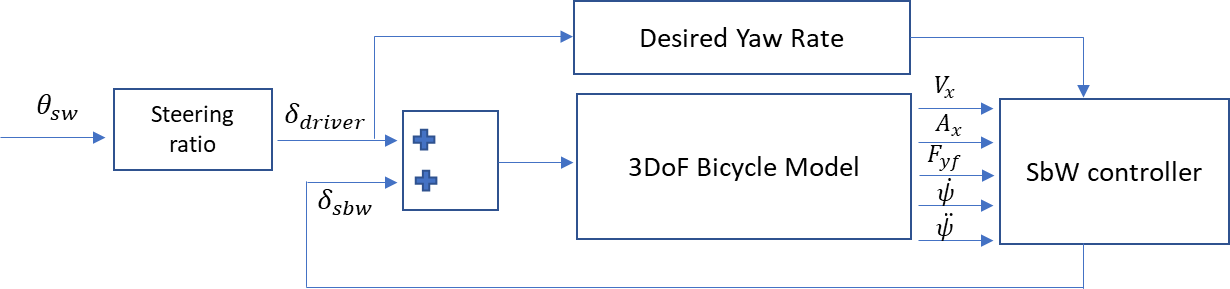 Desired Yaw Rate
θ_sw
Steering
ratio
δ_driver
δ_sbw
3DoF Bicycle Model
V_x
A_x
F_yf
ψ̇
ψ̈
SbW controller